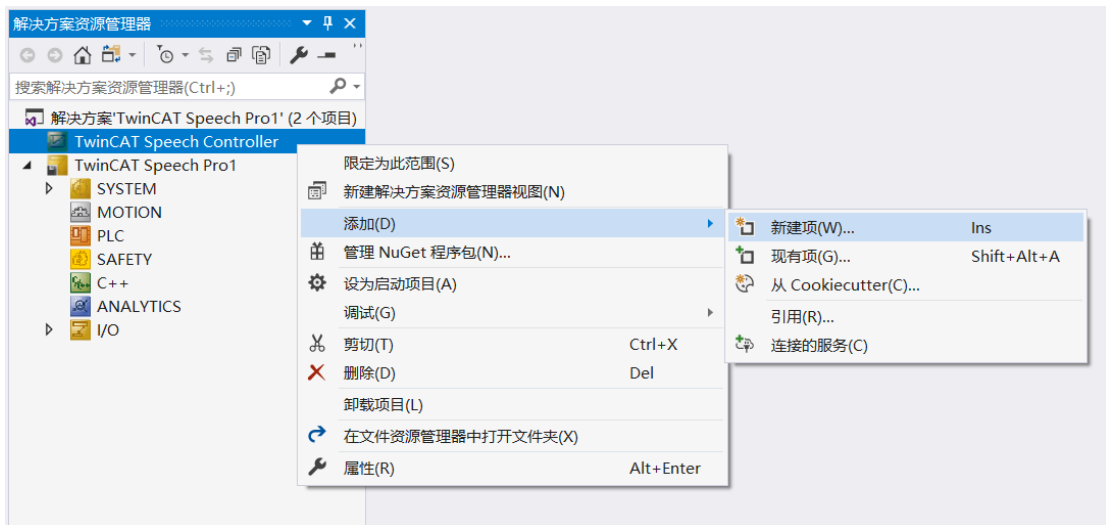 解决方案资源管理器
搜索解决方案资源管理器(Ctrl+;)
解决方案'TwinCAT Speech Pro1' (2 个项目)
TwinCAT Speech Controller
TwinCAT Speech Pro1
SYSTEM
MOTION
PLC
SAFETY
C++
ANALYTICS
I/O
限定为此范围(S)
新建解决方案资源管理器视图(N)
添加(D)
管理 NuGet 程序包(N)...
设为启动项目(A)
调试(G)
剪切(T) Ctrl+X
删除(D) Del
卸载项目(L)
在文件资源管理器中打开文件夹(X)
属性(R) Alt+Enter
新建项(W)... Ins
现有项(G)... Shift+Alt+A
从 Cookiecutter(C)...
引用(R)...
连接的服务(C)